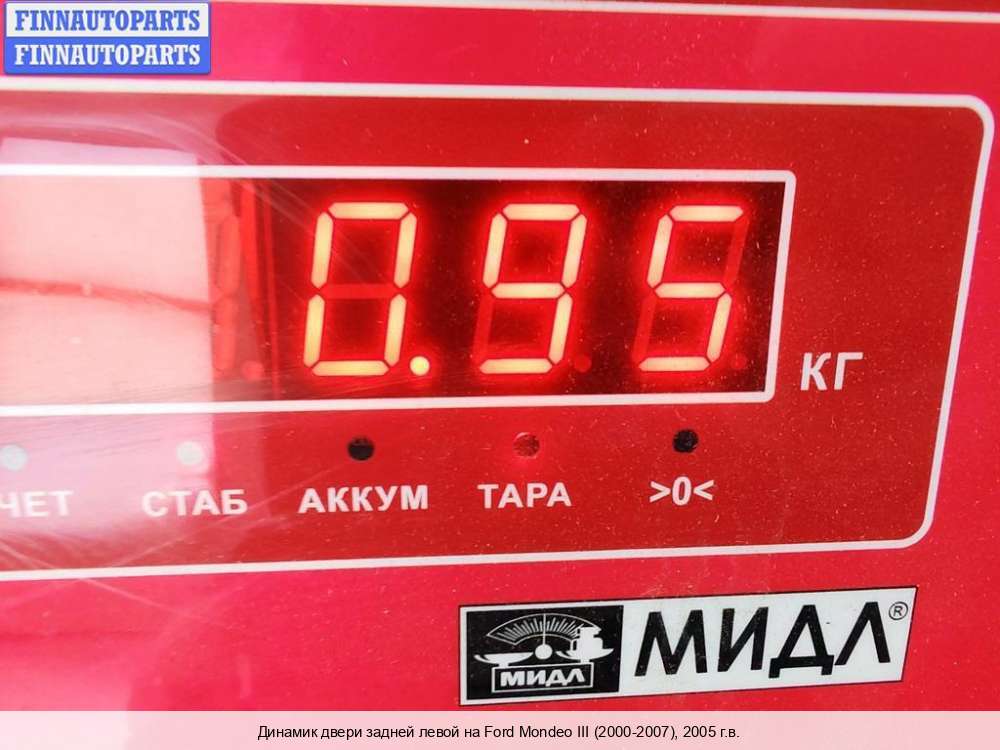 FINNAUTOPARTS
FINNAUTOPARTS
0.95
КГ
ЧЕТ СТАБ АККУМ ТАРА >0<
МИДЛ МИДЛ®
Динамик двери задней левой на Ford Mondeo III (2000-2007), 2005 г.в.